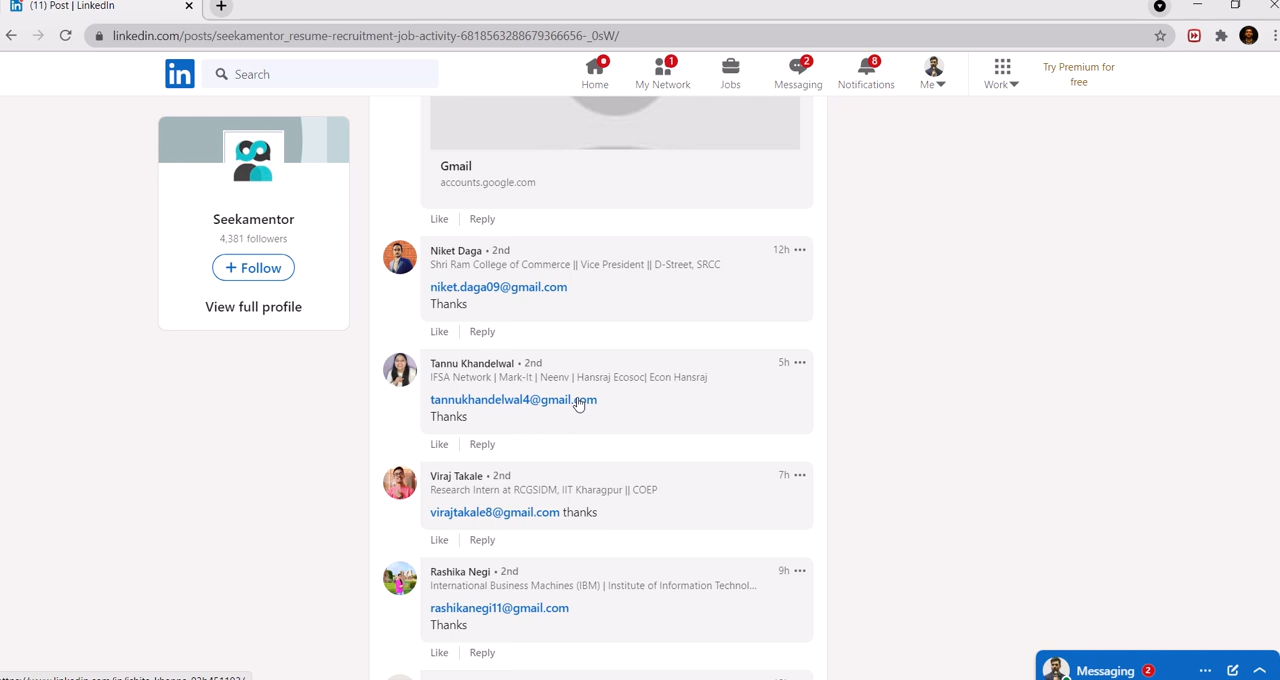 (11) Post | LinkedIn
linkedin.com/posts/seekamentor_resume-recruitment-job-activity-6818563288679366656-_0sW/
in
Search
Home
1
My Network
Jobs
2
Messaging
8
Notifications
Me
Work
Try Premium for
free
Seekamentor
4,381 followers
+ Follow
View full profile
Gmail
accounts.google.com
Like
Reply
Niket Daga • 2nd
12h
Shri Ram College of Commerce || Vice President || D-Street, SRCC
niket.daga09@gmail.com
Thanks
Like
Reply
Tannu Khandelwal • 2nd
5h
IFSA Network | Mark-It | Neenv | Hansraj Ecosoc| Econ Hansraj
tannukhandelwal4@gmail.com
Thanks
Like
Reply
Viraj Takale • 2nd
7h
Research Intern at RCGSIDM, IIT Kharagpur || COEP
virajtakale8@gmail.com thanks
Like
Reply
Rashika Negi • 2nd
9h
International Business Machines (IBM) | Institute of Information Technol...
rashikanegi11@gmail.com
Thanks
Like
Reply
Messaging 2